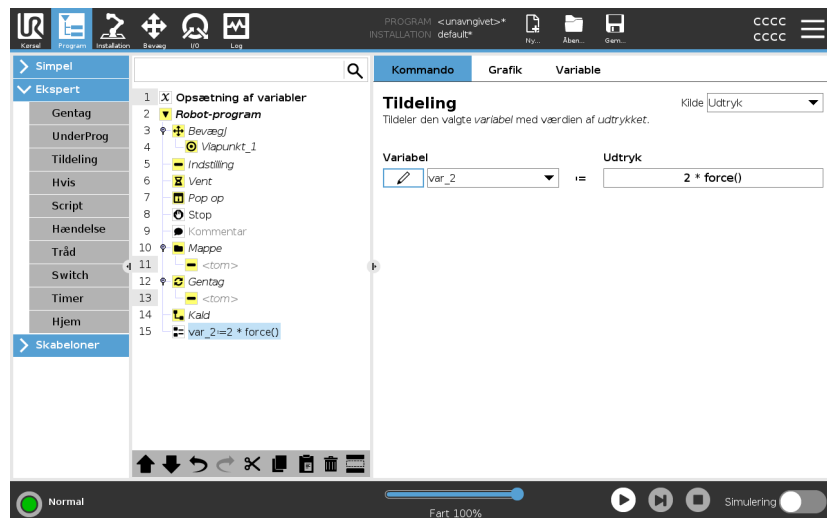 UR
Kørsel
Program
Installation
Bevæg
I/O
Log
PROGRAM <unavngivet>*
INSTALLATION default*
Ny...
Åben...
Gem...
CCCC
CCCC
Simpel
Ekspert
Gentag
UnderProg
Tildeling
Hvis
Script
Hændelse
Tråd
Switch
Timer
Hjem
Skabeloner
1 X Opsætning af variabler
2 Robot-program
3 BevægJ
4 Viapunkt_1
5 Indstilling
6 Vent
7 Pop op
8 Stop
9 Kommentar
10 Mappe
11 <tom>
12 Gentag
13 <tom>
14 Kald
15 var_2:=2 * force()
Kommando Grafik Variable
Tildeling
Kilde Udtryk
Tildeler den valgte variabel med værdien af udtrykket.
Variabel Udtryk
var_2 := 2 * force()
Normal
Fart 100%
Simulering